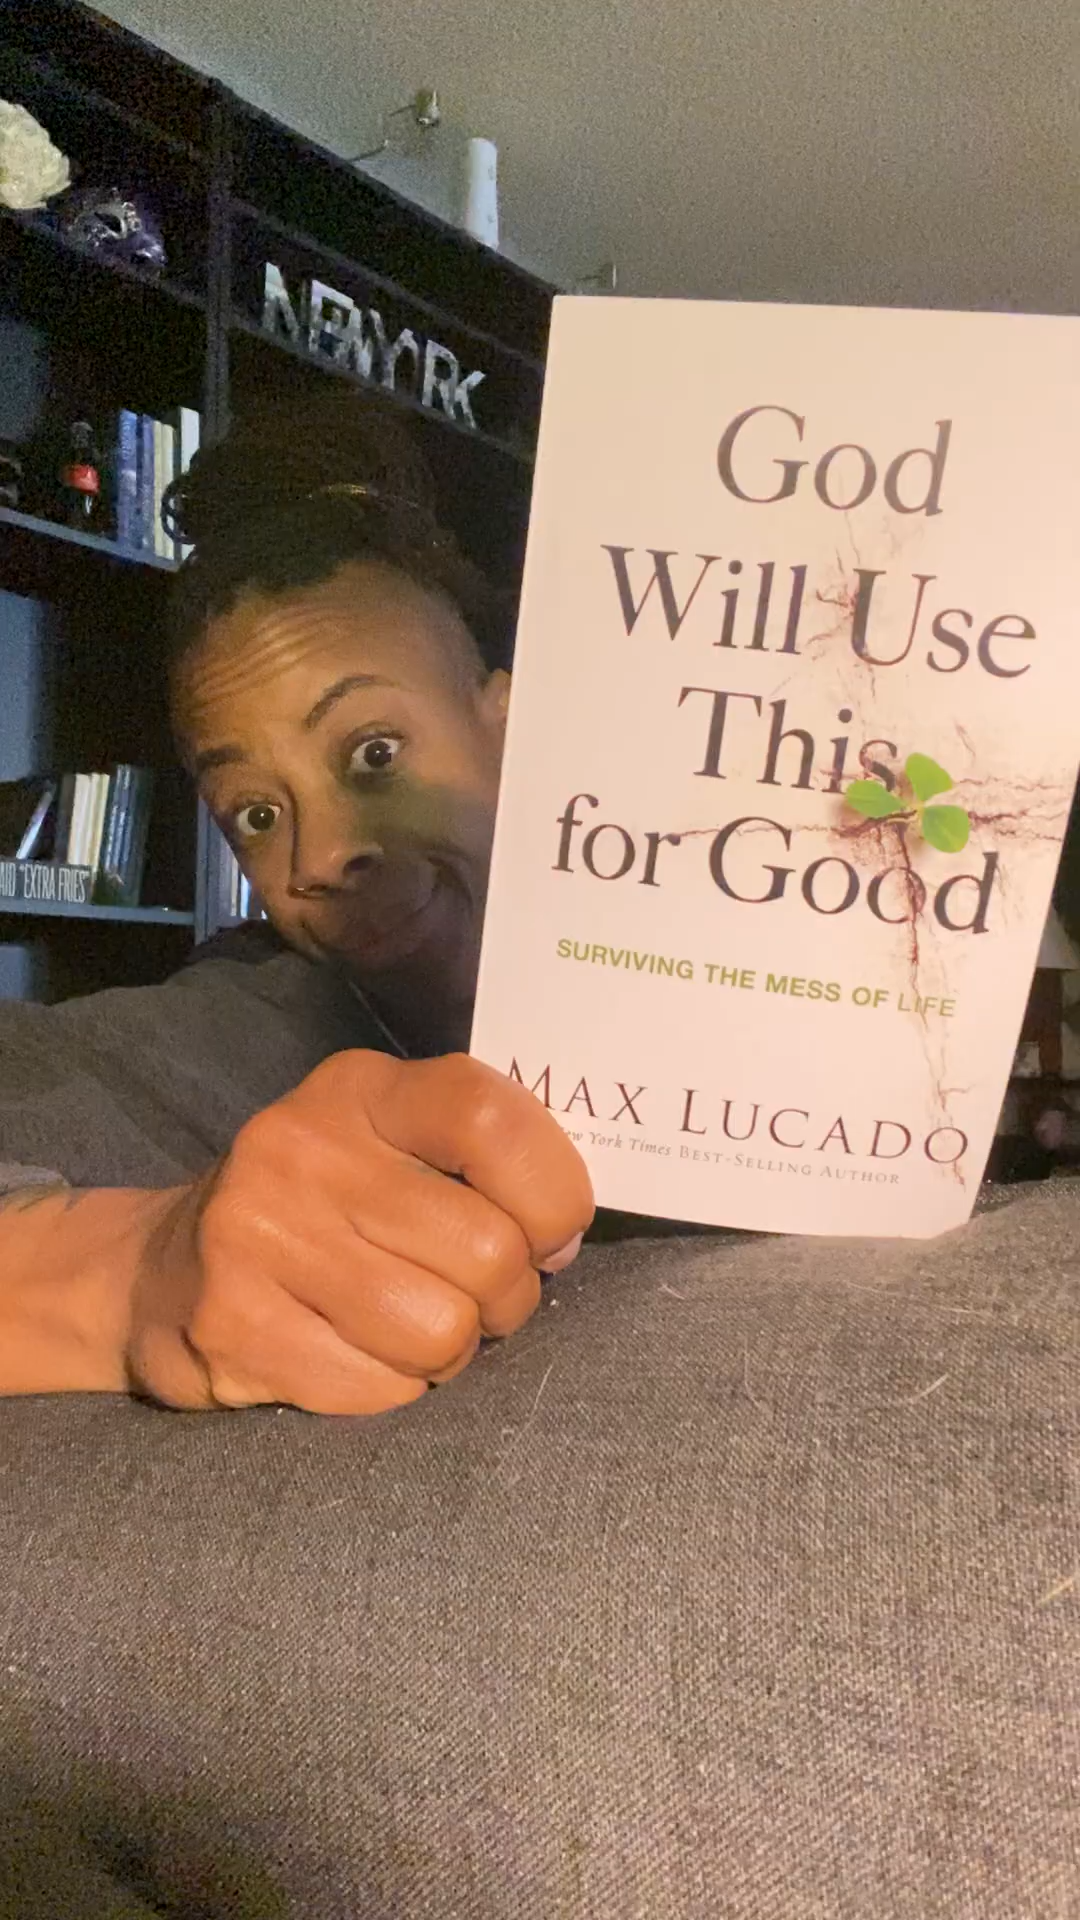 NEW YORK
God
Will Use
This
for Good
SURVIVING THE MESS OF LIFE
MAX LUCADO
York Times BEST-SELLING AUTHOR
"EXTRA FRIES"